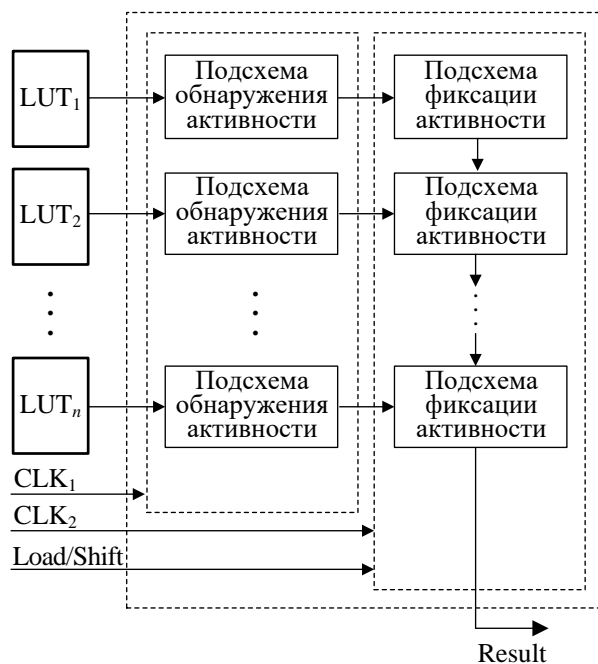 LUT₁
Подсхема
обнаружения
активности
Подсхема
фиксации
активности
LUT₂
Подсхема
обнаружения
активности
Подсхема
фиксации
активности
LUTₙ
Подсхема
обнаружения
активности
Подсхема
фиксации
активности
CLK₁
CLK₂
Load/Shift
Result